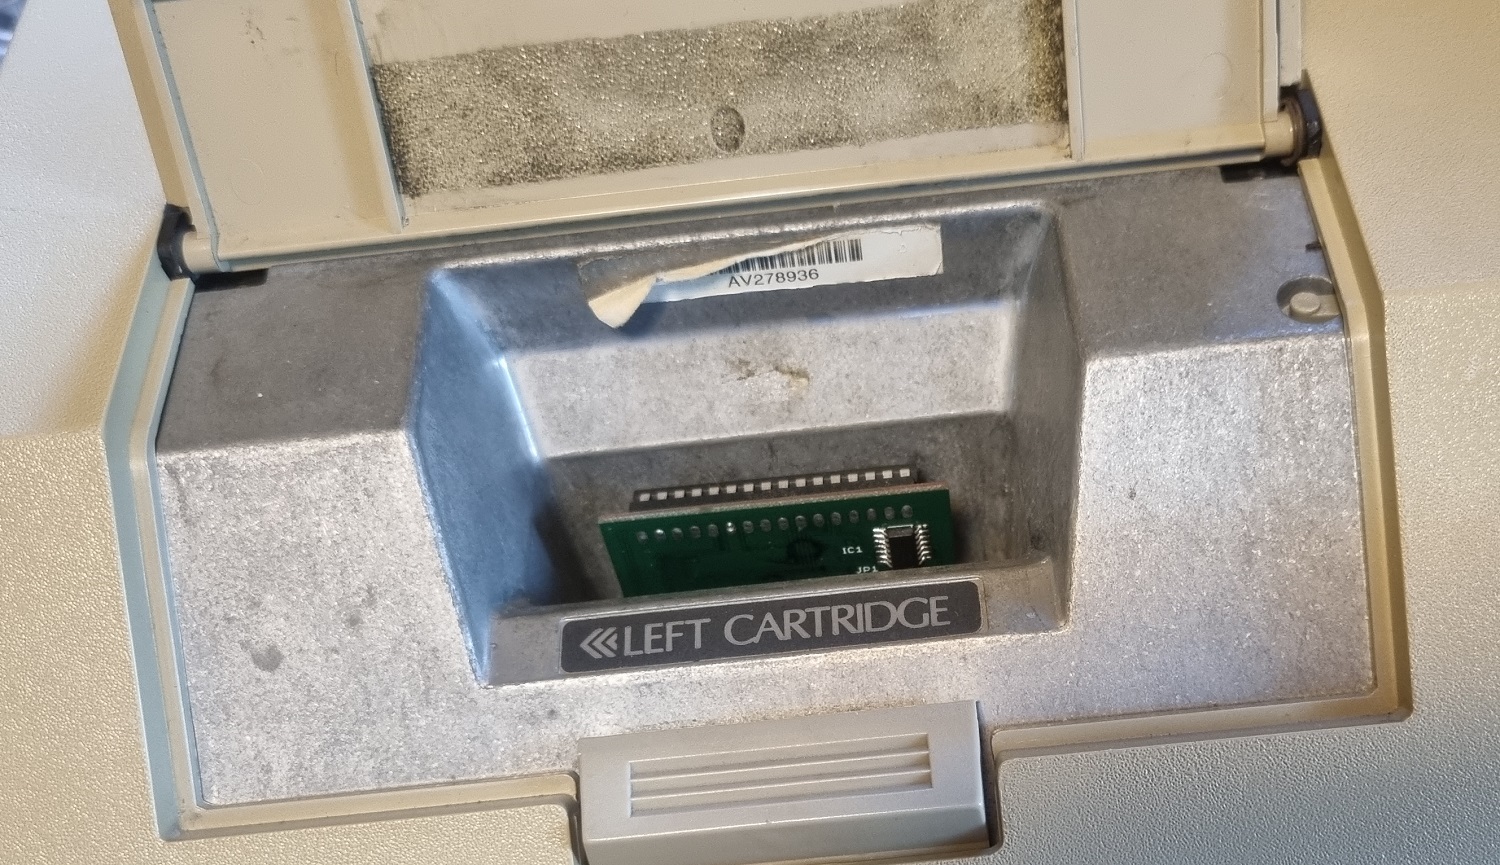 AV278936
IC1
JP1
LEFT CARTRIDGE